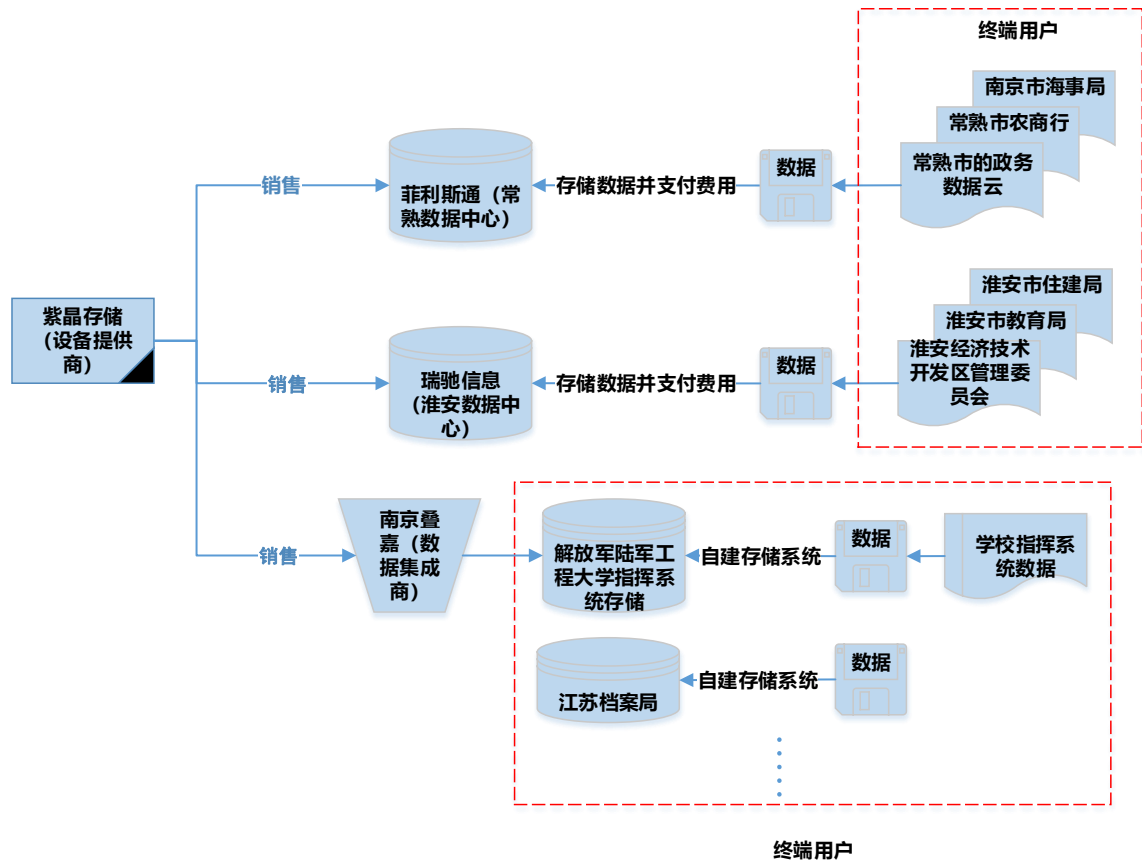 终端用户
南京市海事局
常熟市农商行
常熟市的政务
数据云
数据
存储数据并支付费用
菲利斯通（常
熟数据中心）
销售
淮安市住建局
淮安市教育局
淮安经济技术
开发区管理委
员会
数据
存储数据并支付费用
瑞驰信息
（淮安数据中
心）
销售
紫晶存储
（设备提供
商）
销售
南京叠
嘉（数
据集成
商）
解放军陆军工
程大学指挥系
统存储
自建存储系统
数据
学校指挥系
统数据
江苏档案局
自建存储系统
数据
终端用户